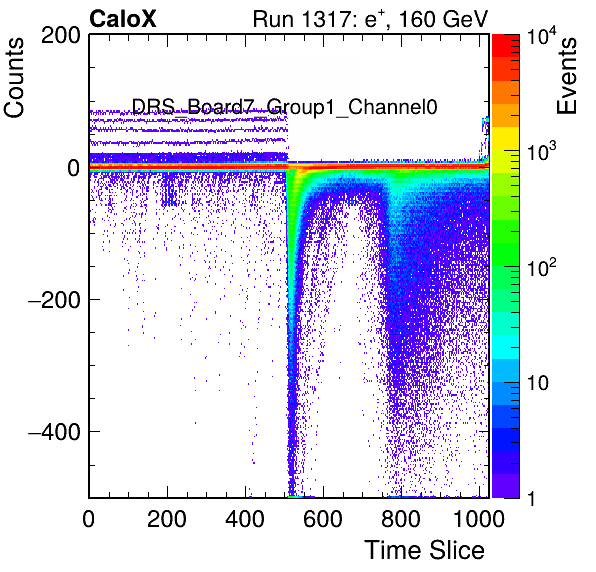 CaloX
Run 1317: e⁺, 160 GeV
Counts
Events
DRS_Board7_Group1_Channel0
200
0
−200
−400
0
200
400
600
800
1000
Time Slice
10⁴
10³
10²
10
1